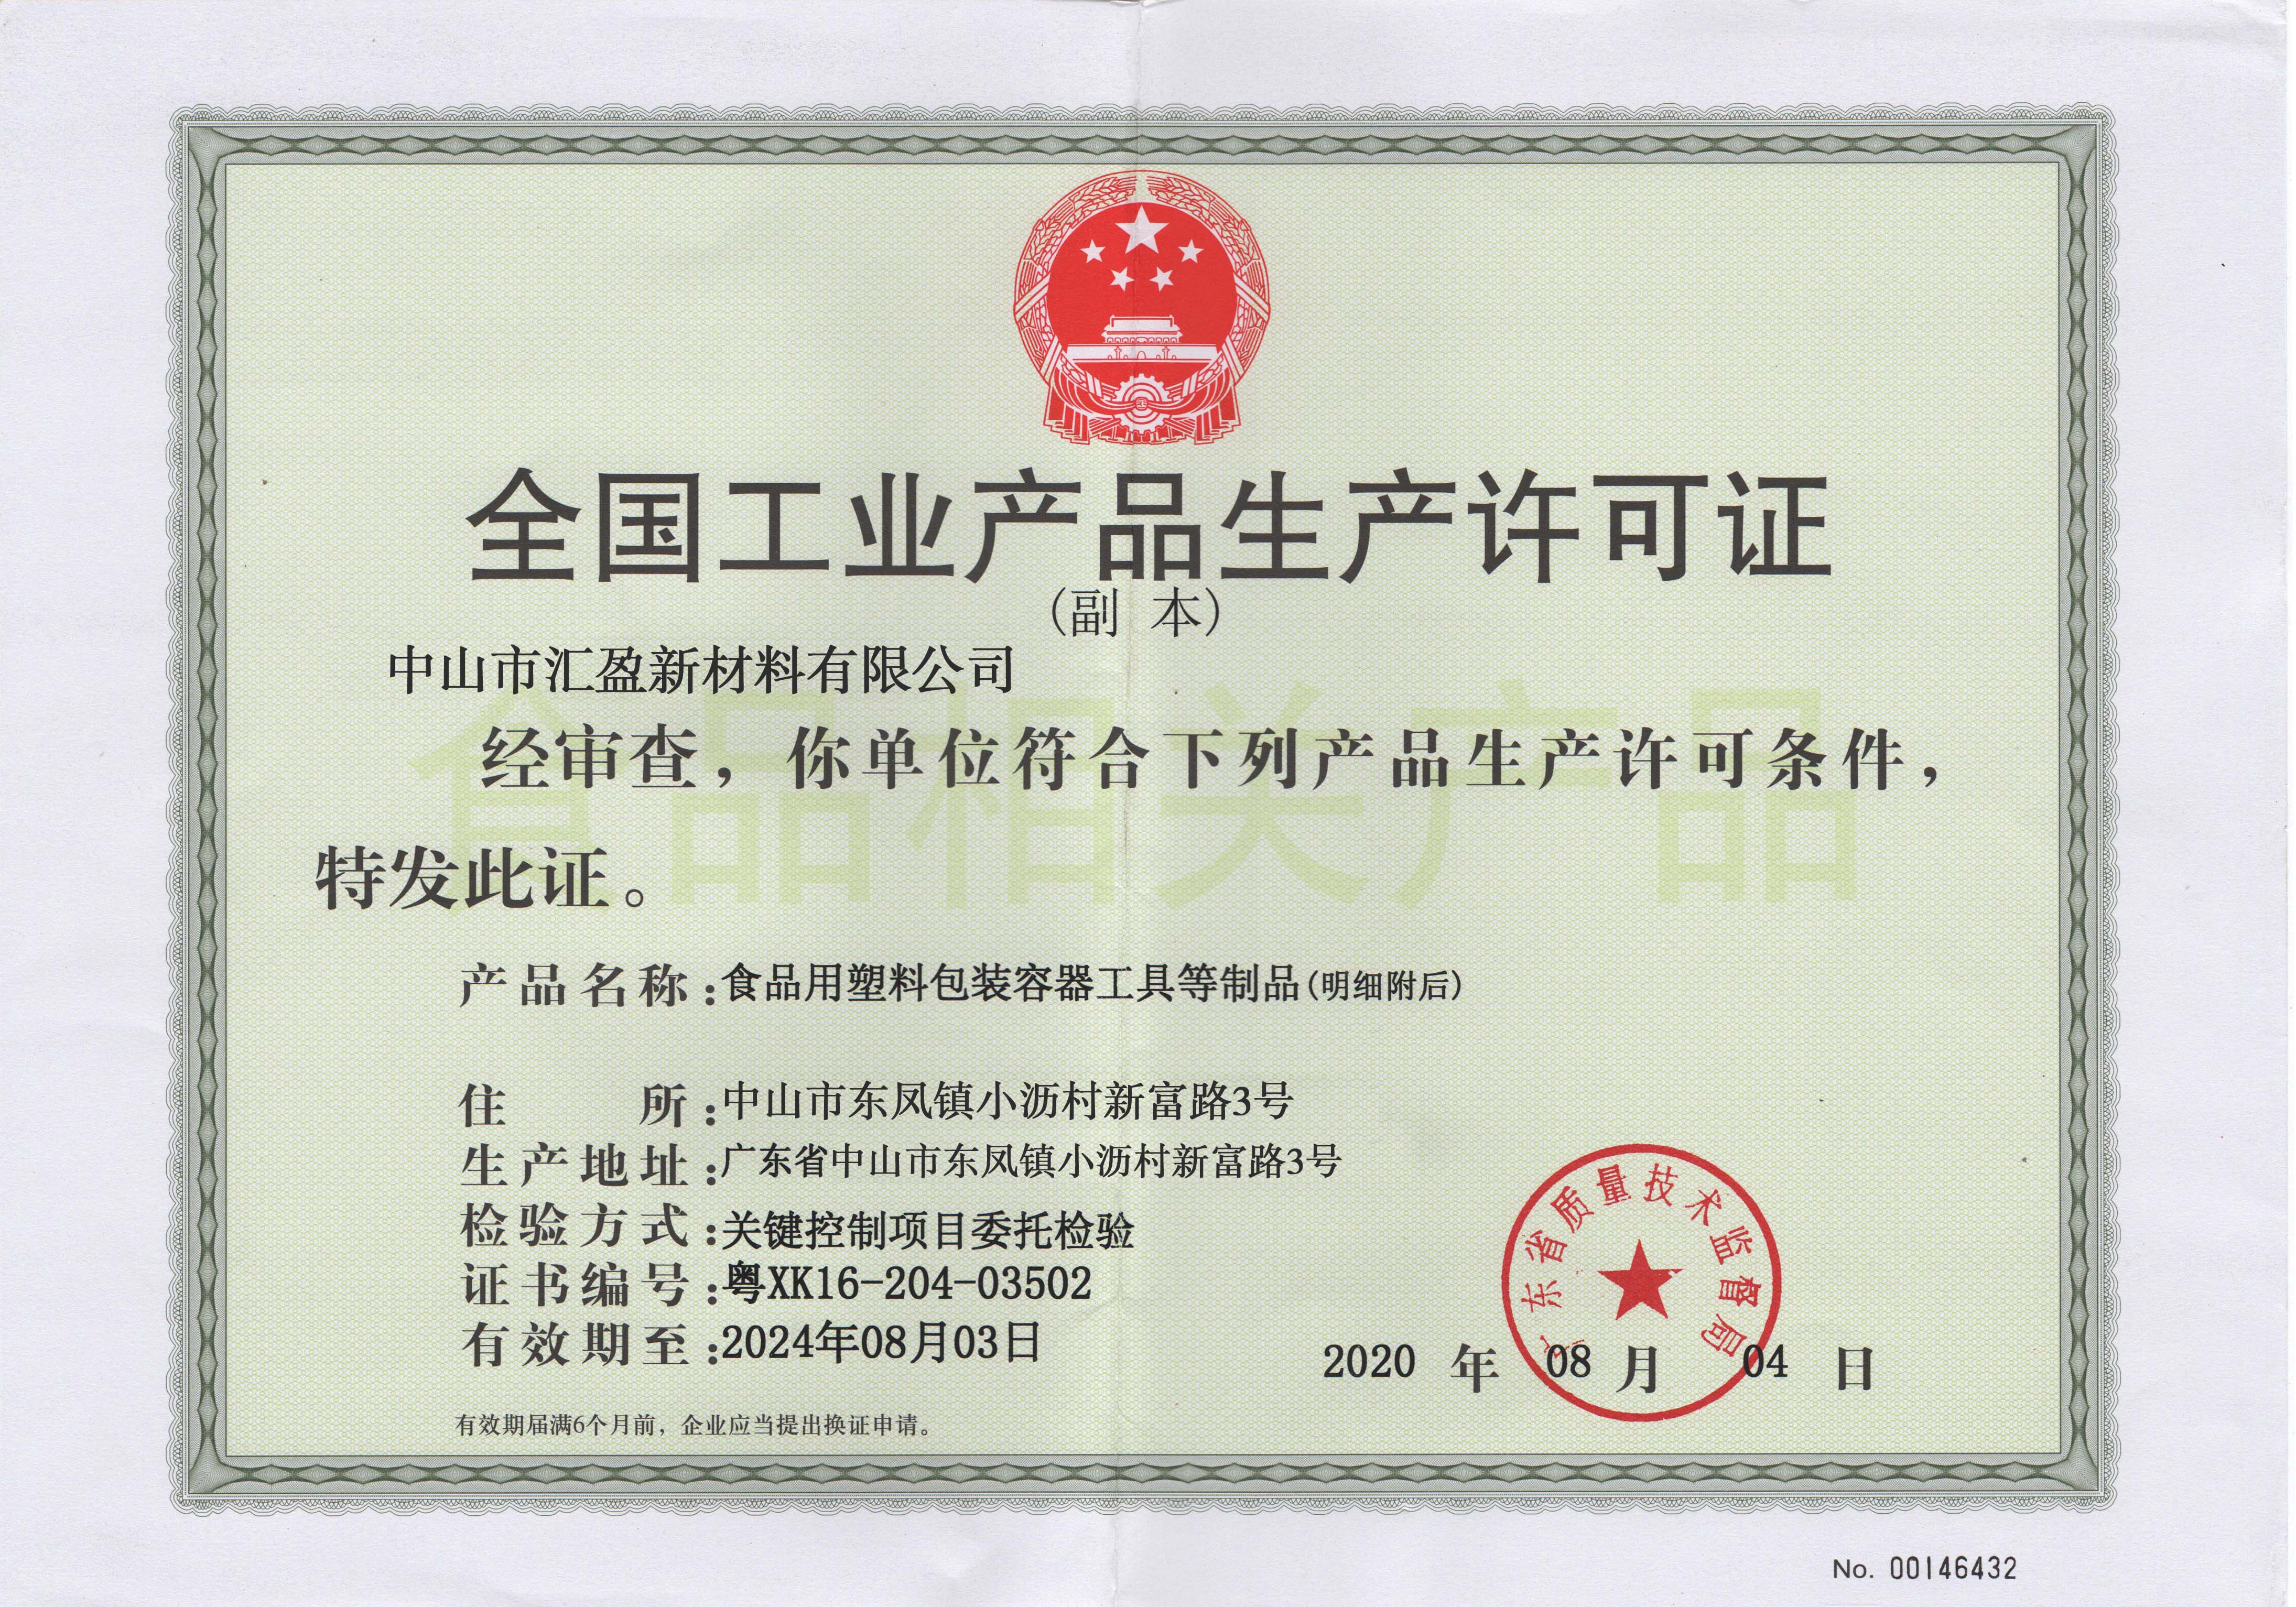 全国工业产品生产许可证
(副 本)
中山市汇盈新材料有限公司
食品相关产品
经审查，你单位符合下列产品生产许可条件，
特发此证。
产品名称：食品用塑料包装容器工具等制品(明细附后)
住 所：中山市东凤镇小沥村新富路3号
生产地址：广东省中山市东凤镇小沥村新富路3号
检验方式：关键控制项目委托检验
证书编号：粤XK16-204-03502
有效期至：2024年08月03日
广东省质量技术监督局
2020 年 08 月 04 日
有效期届满6个月前，企业应当提出换证申请。
No. 00146432